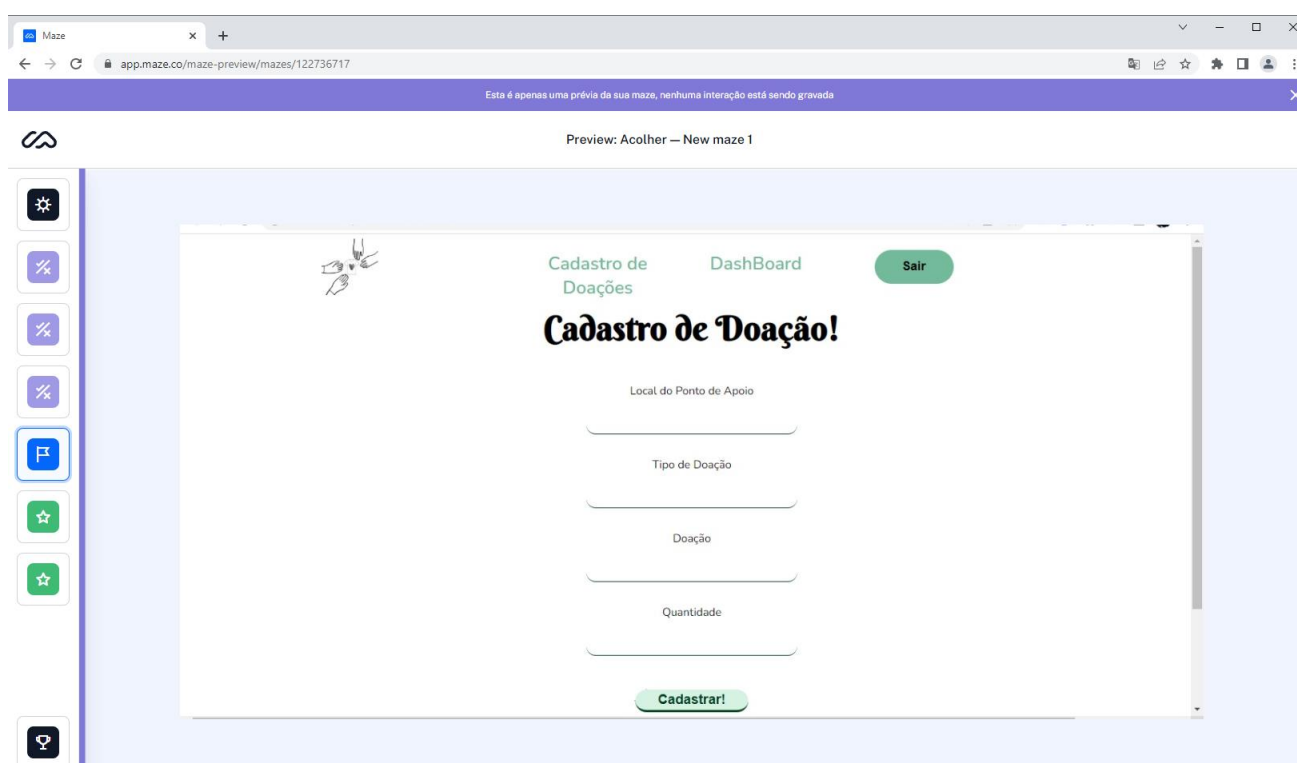 Maze
app.maze.co/maze-preview/mazes/122736717
Esta é apenas uma prévia da sua maze, nenhuma interação está sendo gravada
Preview: Acolher — New maze 1
Cadastro de
Doações
DashBoard
Sair
Cadastro de Doação!
Local do Ponto de Apoio
Tipo de Doação
Doação
Quantidade
Cadastrar!